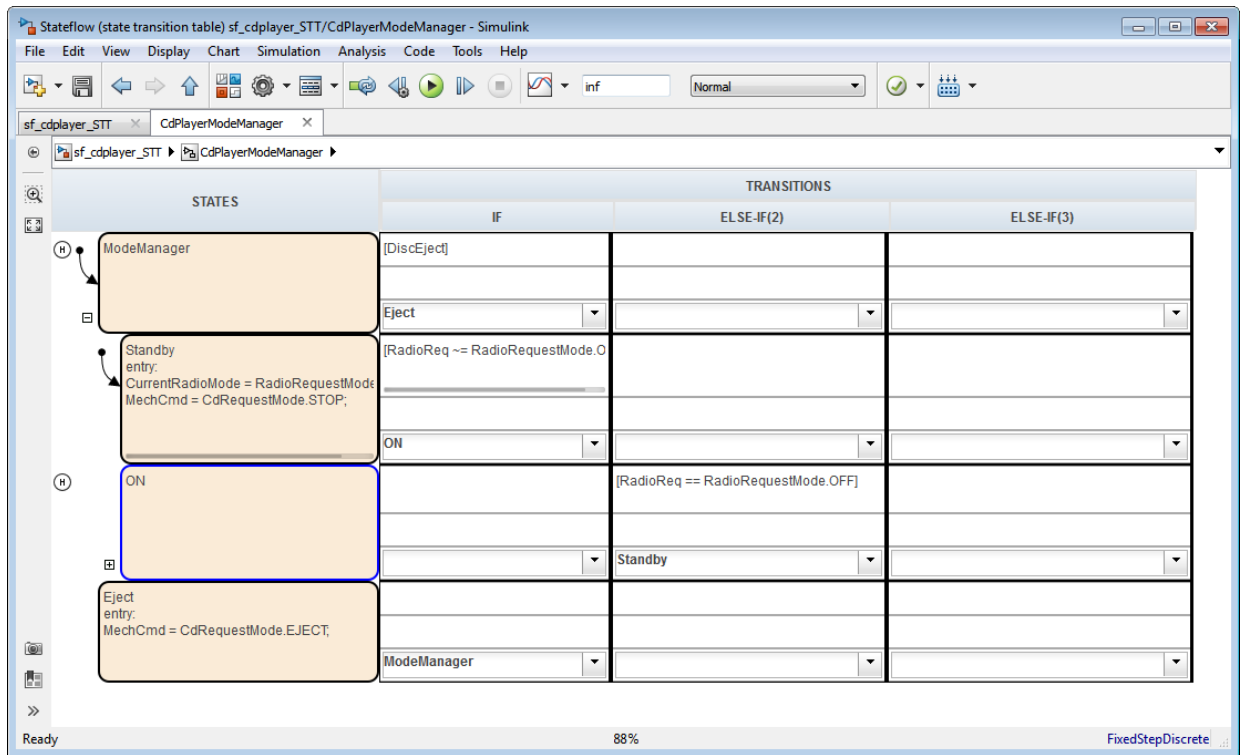 Stateflow (state transition table) sf_cdplayer_STT/CdPlayerModeManager - Simulink
File Edit View Display Chart Simulation Analysis Code Tools Help
inf Normal
sf_cdplayer_STT CdPlayerModeManager
sf_cdplayer_STT CdPlayerModeManager
STATES TRANSITIONS
IF ELSE-IF(2) ELSE-IF(3)
H ModeManager [DiscEject]
Eject
Standby [RadioReq ~= RadioRequestMode.O
entry:
CurrentRadioMode = RadioRequestMode
MechCmd = CdRequestMode.STOP;
ON
H ON [RadioReq == RadioRequestMode.OFF]
Standby
Eject
entry:
MechCmd = CdRequestMode.EJECT;
ModeManager
Ready 88% FixedStepDiscrete